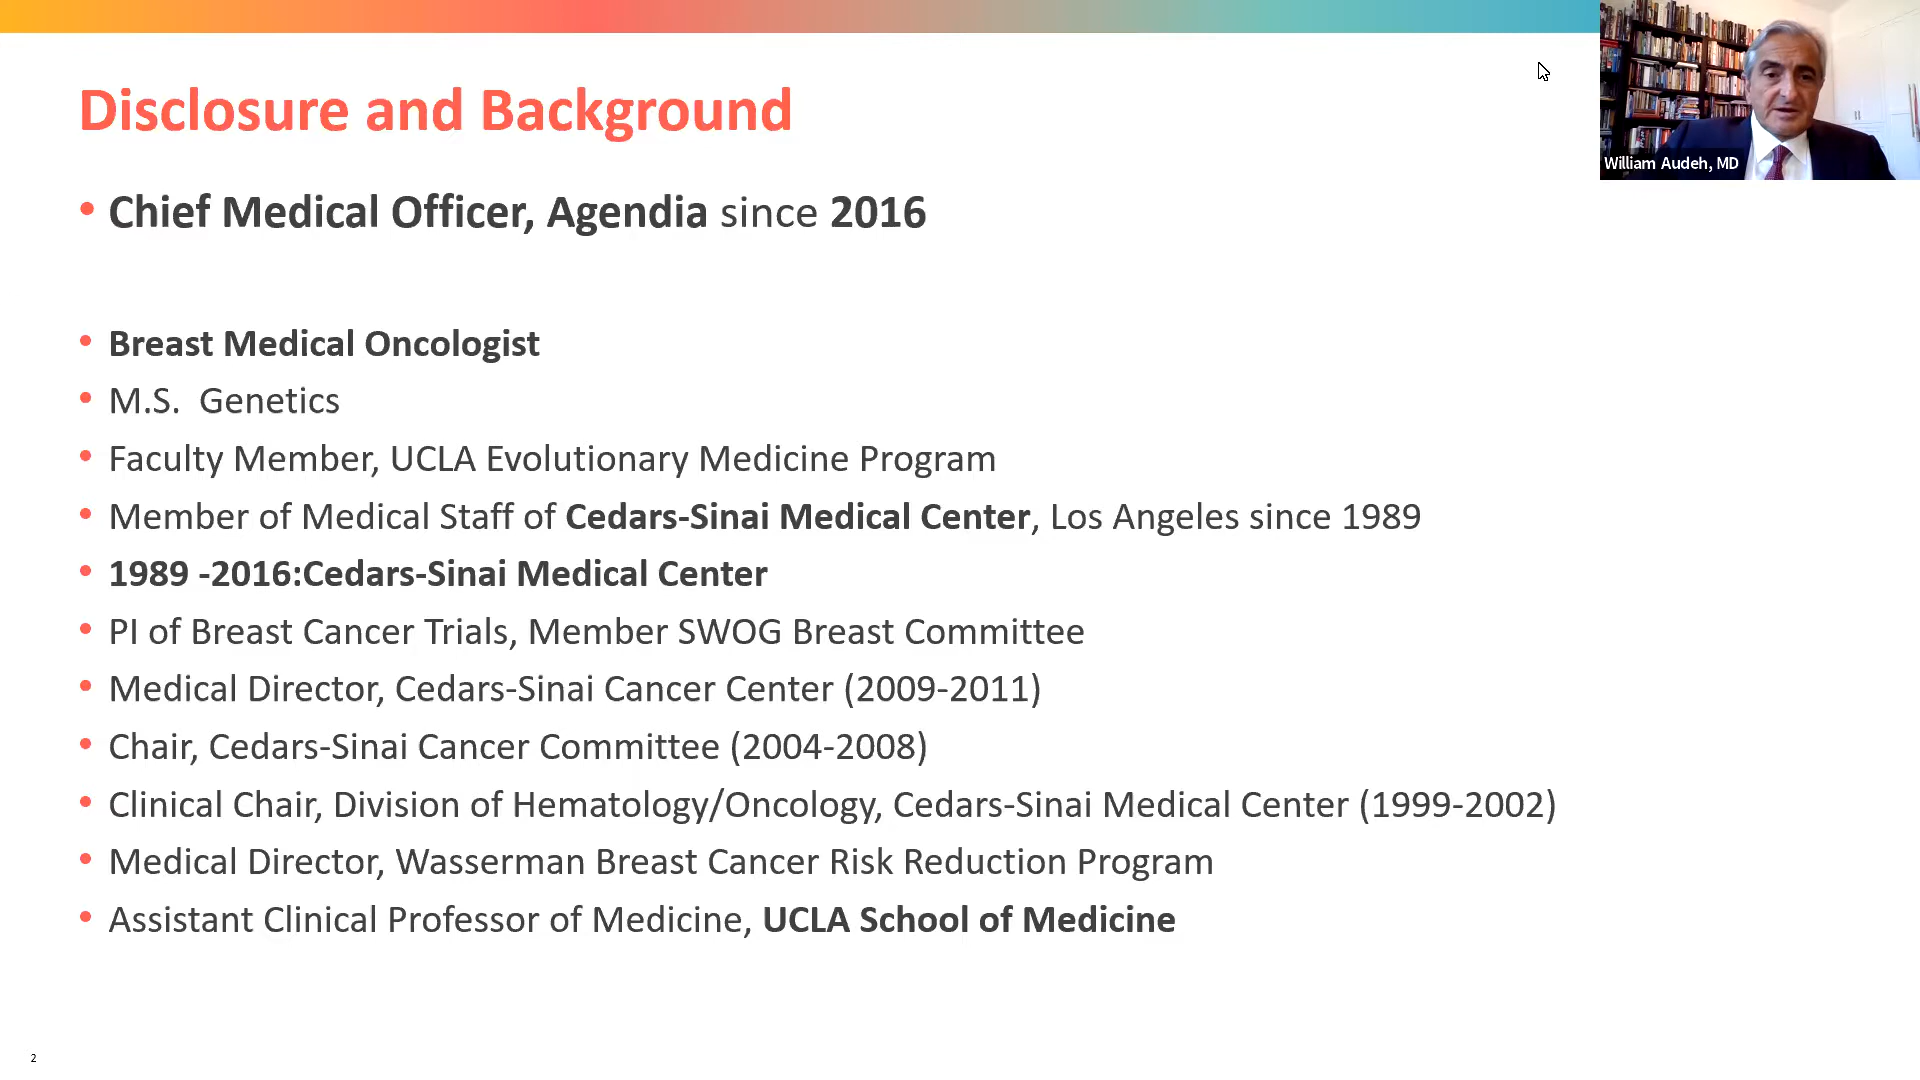 William Audeh, MD
Disclosure and Background
• Chief Medical Officer, Agendia since 2016
• Breast Medical Oncologist
• M.S.  Genetics
• Faculty Member, UCLA Evolutionary Medicine Program
• Member of Medical Staff of Cedars-Sinai Medical Center, Los Angeles since 1989
• 1989 -2016:Cedars-Sinai Medical Center
• PI of Breast Cancer Trials, Member SWOG Breast Committee
• Medical Director, Cedars-Sinai Cancer Center (2009-2011)
• Chair, Cedars-Sinai Cancer Committee (2004-2008)
• Clinical Chair, Division of Hematology/Oncology, Cedars-Sinai Medical Center (1999-2002)
• Medical Director, Wasserman Breast Cancer Risk Reduction Program
• Assistant Clinical Professor of Medicine, UCLA School of Medicine
2